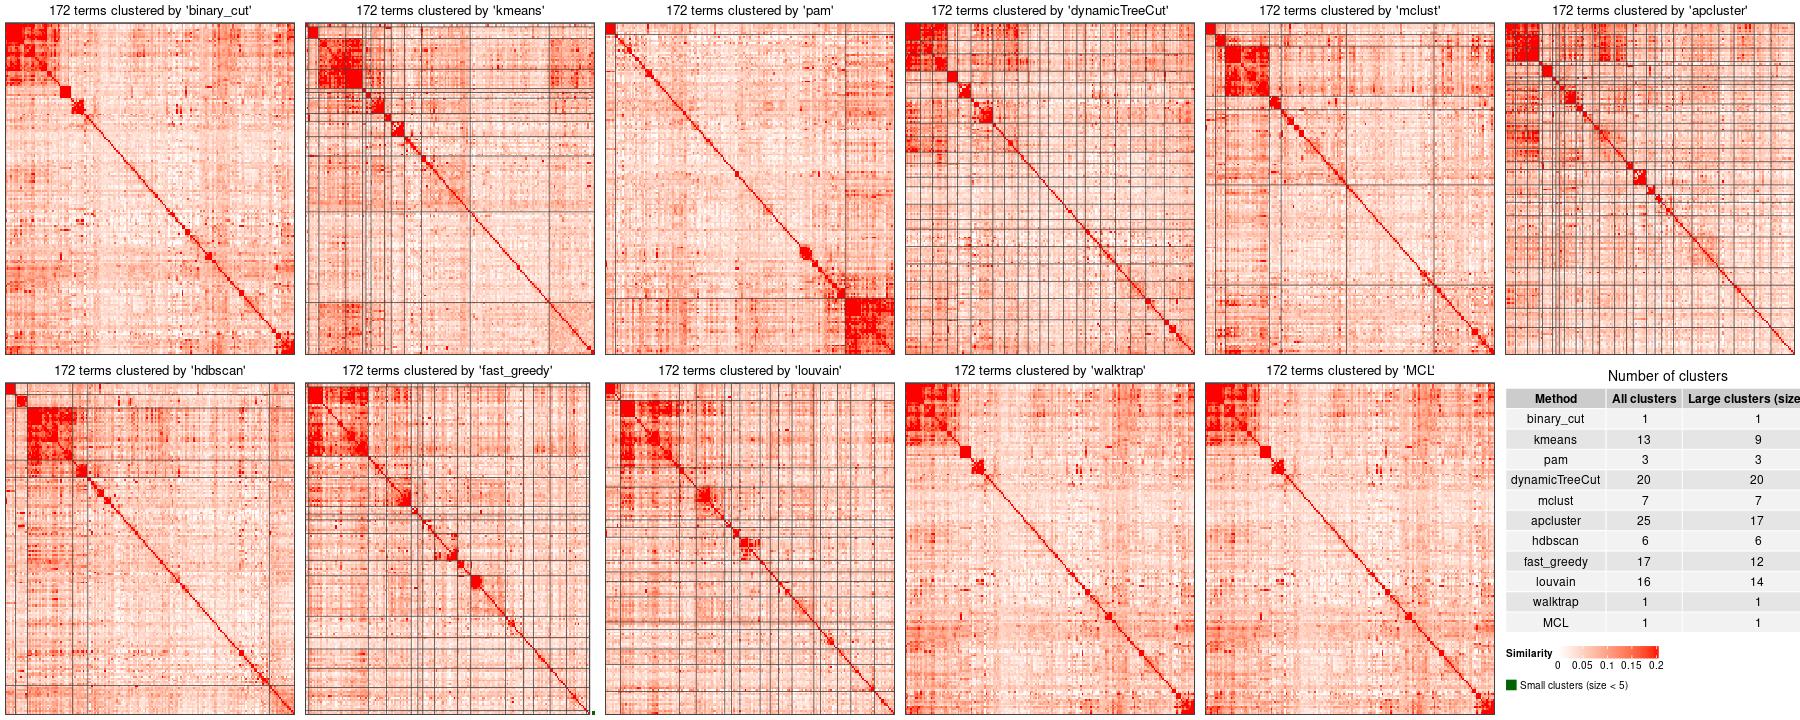 172 terms clustered by 'binary_cut'
172 terms clustered by 'kmeans'
172 terms clustered by 'pam'
172 terms clustered by 'dynamicTreeCut'
172 terms clustered by 'mclust'
172 terms clustered by 'apcluster'
172 terms clustered by 'hdbscan'
172 terms clustered by 'fast_greedy'
172 terms clustered by 'louvain'
172 terms clustered by 'walktrap'
172 terms clustered by 'MCL'
Number of clusters
Method All clusters Large clusters (size
binary_cut 1 1
kmeans 13 9
pam 3 3
dynamicTreeCut 20 20
mclust 7 7
apcluster 25 17
hdbscan 6 6
fast_greedy 17 12
louvain 16 14
walktrap 1 1
MCL 1 1
Similarity
0 0.05 0.1 0.15 0.2
Small clusters (size < 5)